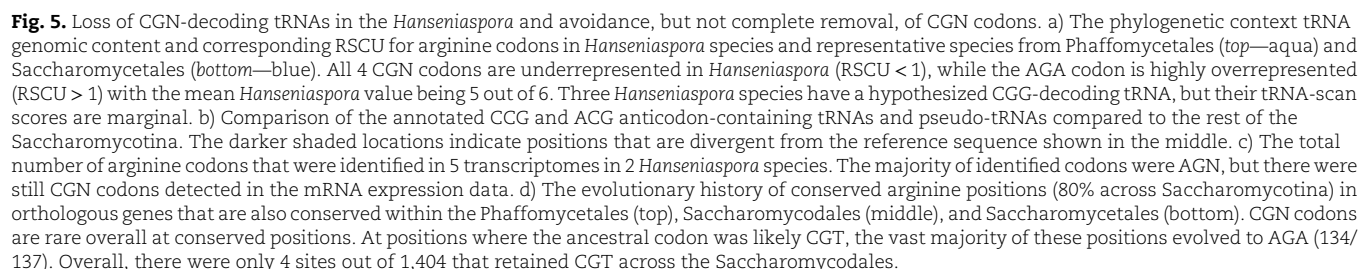 Fig. 5. Loss of CGN-decoding tRNAs in the Hanseniaspora and avoidance, but not complete removal, of CGN codons. a) The phylogenetic context tRNA
genomic content and corresponding RSCU for arginine codons in Hanseniaspora species and representative species from Phaffomycetales (top—aqua) and
Saccharomycetales (bottom—blue). All 4 CGN codons are underrepresented in Hanseniaspora (RSCU < 1), while the AGA codon is highly overrepresented
(RSCU > 1) with the mean Hanseniaspora value being 5 out of 6. Three Hanseniaspora species have a hypothesized CGG-decoding tRNA, but their tRNA-scan
scores are marginal. b) Comparison of the annotated CCG and ACG anticodon-containing tRNAs and pseudo-tRNAs compared to the rest of the
Saccharomycotina. The darker shaded locations indicate positions that are divergent from the reference sequence shown in the middle. c) The total
number of arginine codons that were identified in 5 transcriptomes in 2 Hanseniaspora species. The majority of identified codons were AGN, but there were
still CGN codons detected in the mRNA expression data. d) The evolutionary history of conserved arginine positions (80% across Saccharomycotina) in
orthologous genes that are also conserved within the Phaffomycetales (top), Saccharomycodales (middle), and Saccharomycetales (bottom). CGN codons
are rare overall at conserved positions. At positions where the ancestral codon was likely CGT, the vast majority of these positions evolved to AGA (134/
137). Overall, there were only 4 sites out of 1,404 that retained CGT across the Saccharomycodales.